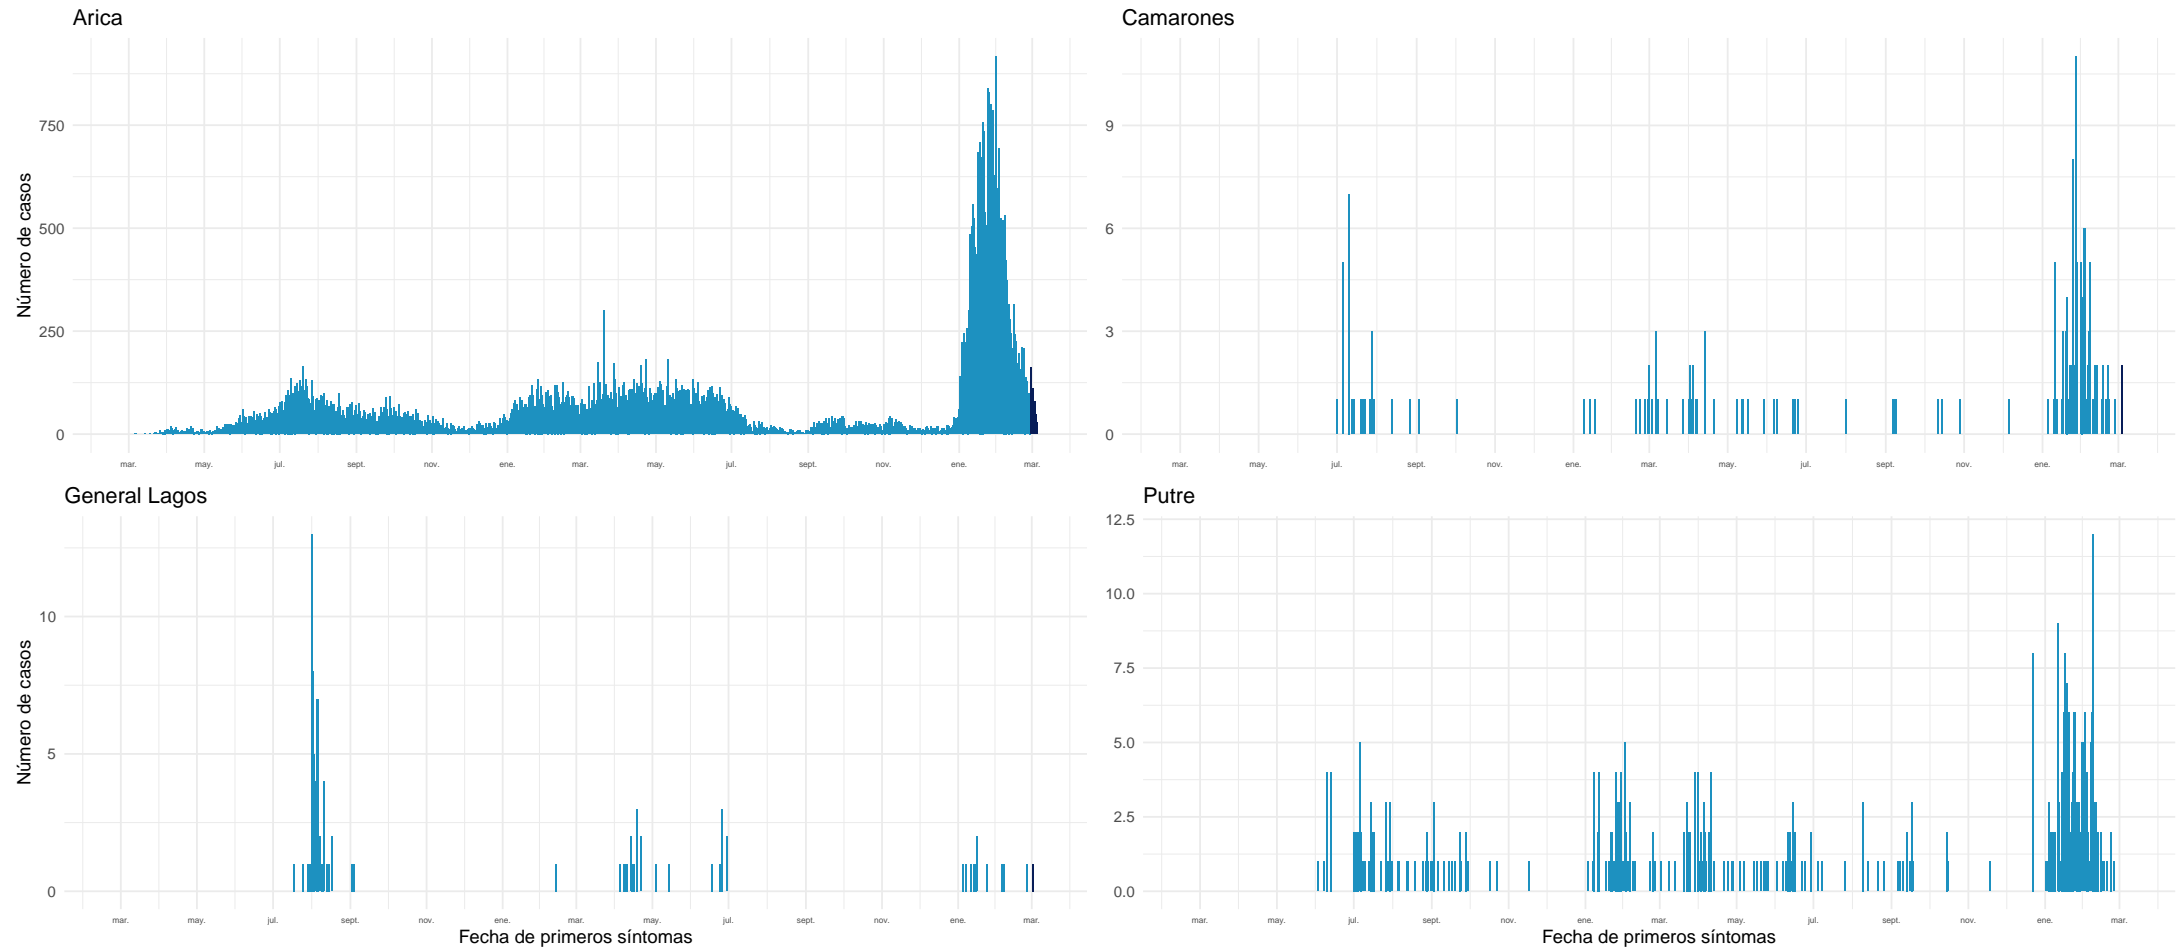 Arica
Número de casos
750
500
250
0
mar. may. jul. sept. nov. ene. mar. may. jul. sept. nov. ene. mar.
Camarones
9
6
3
0
mar. may. jul. sept. nov. ene. mar. may. jul. sept. nov. ene. mar.
General Lagos
Número de casos
10
5
0
mar. may. jul. sept. nov. ene. mar. may. jul. sept. nov. ene. mar.
Fecha de primeros síntomas
Putre
12.5
10.0
7.5
5.0
2.5
0.0
mar. may. jul. sept. nov. ene. mar. may. jul. sept. nov. ene. mar.
Fecha de primeros síntomas